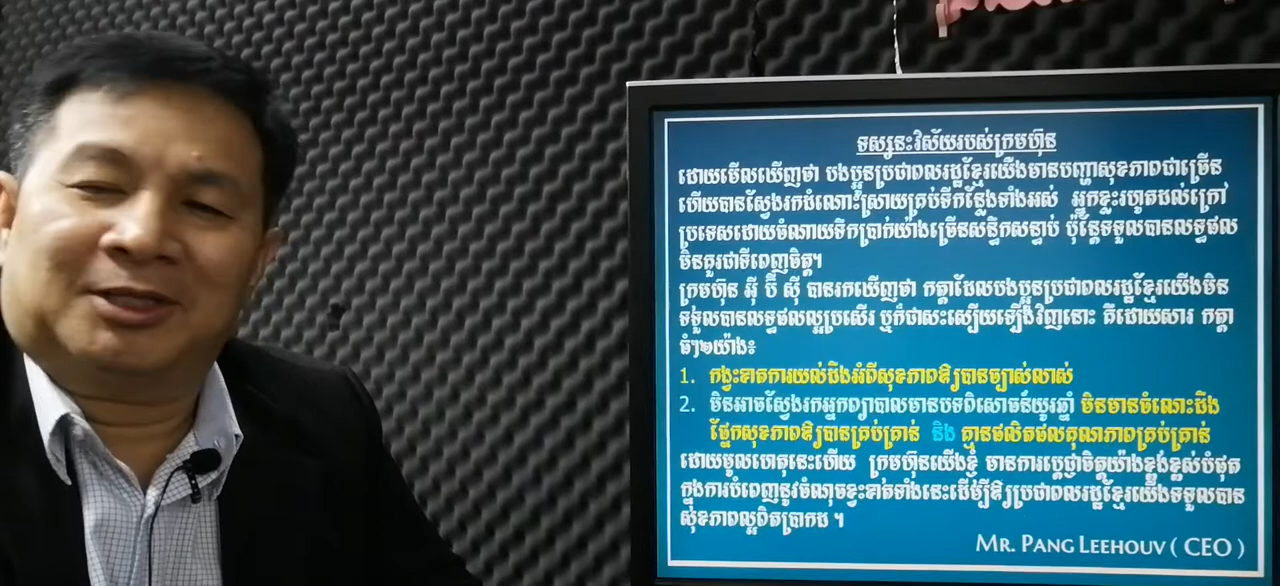 ទស្សនះវិស័យរបស់ក្រុមហ៊ុន
ដោយមើលឃើញថា បងប្អូនប្រជាពលរដ្ឋខ្មែរយើងមានបញ្ហាសុខភាពជាច្រើន
ហើយបានស្វែងរកដំណោះស្រាយគ្រប់ទីកន្លែងទាំងអស់ អ្នកខ្លះរហូតដល់ក្រៅ
ប្រទេសដោយចំណាយទឹកប្រាក់យ៉ាងច្រើនសន្ធឹកសន្ធាប់ ប៉ុន្តែទទួលបានលទ្ធផល
មិនគួរជាទីពេញចិត្ត។
ក្រុមហ៊ុន អ៊ី ប៊ី ស៊ី បានរកឃើញថា កត្តាដែលបងប្អូនប្រជាពលរដ្ឋខ្មែរយើងមិន
ទទួលបានលទ្ធផលល្អប្រសើរ ឬក៏ជាសះស្បើយឡើងវិញនោះ គឺដោយសារ កត្តា
ធំៗ២យ៉ាង៖
1. កង្វះខាតការយល់ដឹងអំពីសុខភាពឱ្យបានច្បាស់លាស់
2. មិនអាចស្វែងរកអ្នកព្យាបាលមានបទពិសោធន៍យូរឆ្នាំ មិនមានចំណេះដឹង
ផ្នែកសុខភាពឱ្យបានគ្រប់គ្រាន់ និង គ្មានផលិតផលគុណភាពគ្រប់គ្រាន់
ដោយមូលហេតុនេះហើយ ក្រុមហ៊ុនយើងខ្ញុំ មានការប្តេជ្ញាចិត្តយ៉ាងខ្ពង់ខ្ពស់បំផុត
ក្នុងការបំពេញនូវចំណុចខ្វះខាតទាំងនេះដើម្បីឱ្យប្រជាពលរដ្ឋខ្មែរយើងទទួលបាន
សុខភាពល្អពិតប្រាកដ ។
MR. PANG LEEHOUV ( CEO )